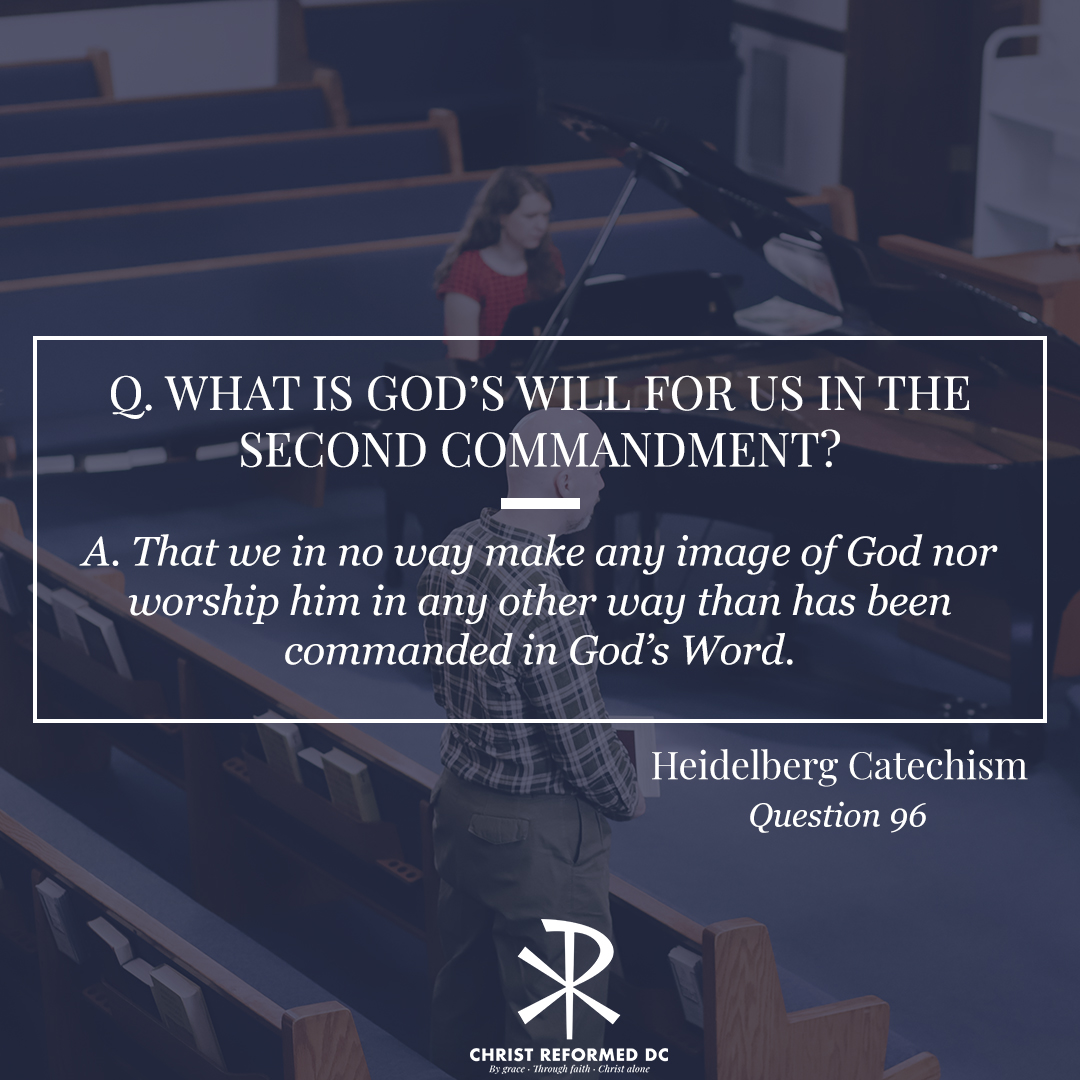 Q. WHAT IS GOD’S WILL FOR US IN THE
SECOND COMMANDMENT?
A. That we in no way make any image of God nor
worship him in any other way than has been
commanded in God’s Word.
Heidelberg Catechism
Question 96
CHRIST REFORMED DC
By grace · Through faith · Christ alone